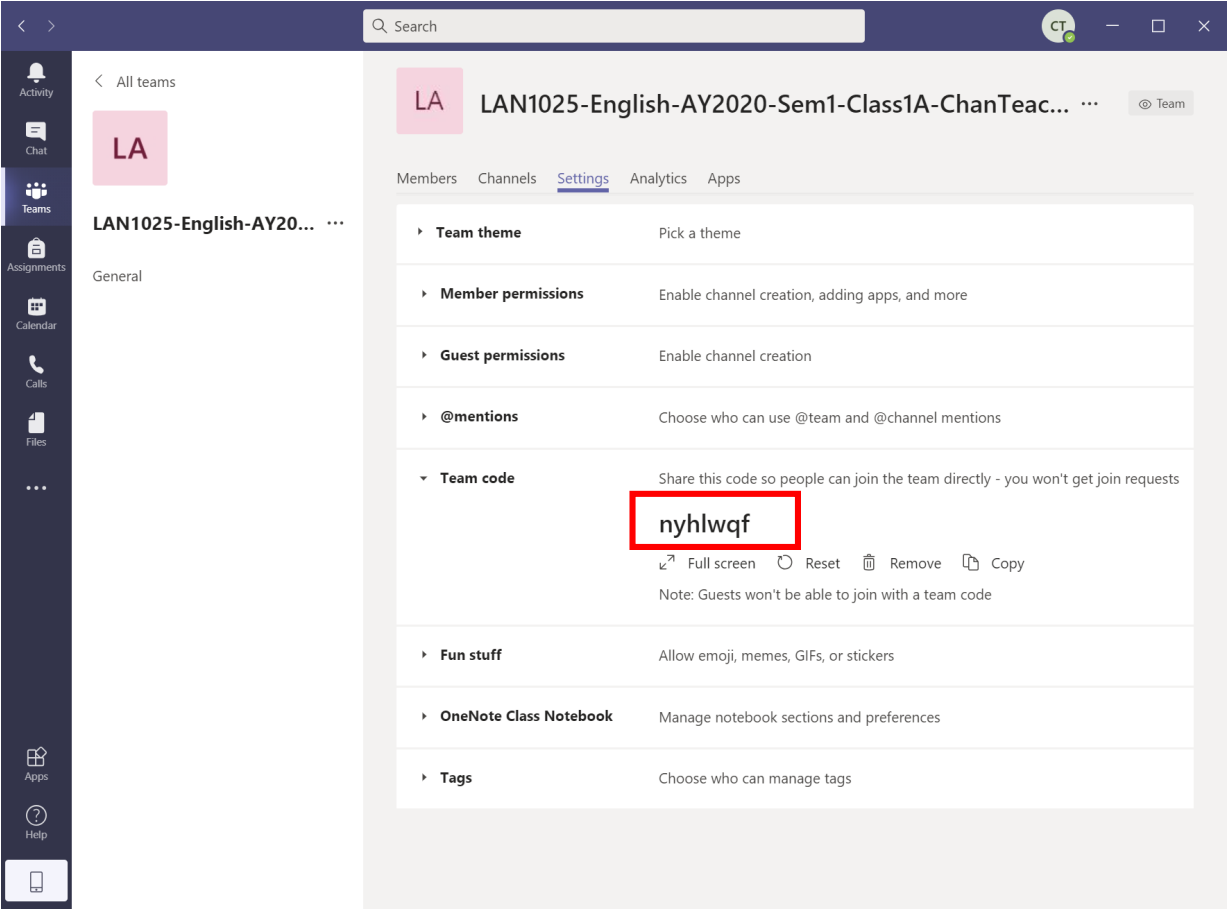 Search
CT
Activity
Chat
Teams
Assignments
Calendar
Calls
Files
Apps
Help
All teams
LA
LAN1025-English-AY20... ...
General
LA
LAN1025-English-AY2020-Sem1-Class1A-ChanTeac... ...
Team
Members Channels Settings Analytics Apps
Team theme Pick a theme
Member permissions Enable channel creation, adding apps, and more
Guest permissions Enable channel creation
@mentions Choose who can use @team and @channel mentions
Team code Share this code so people can join the team directly - you won't get join requests
nyhlwqf
Full screen Reset Remove Copy
Note: Guests won't be able to join with a team code
Fun stuff Allow emoji, memes, GIFs, or stickers
OneNote Class Notebook Manage notebook sections and preferences
Tags Choose who can manage tags